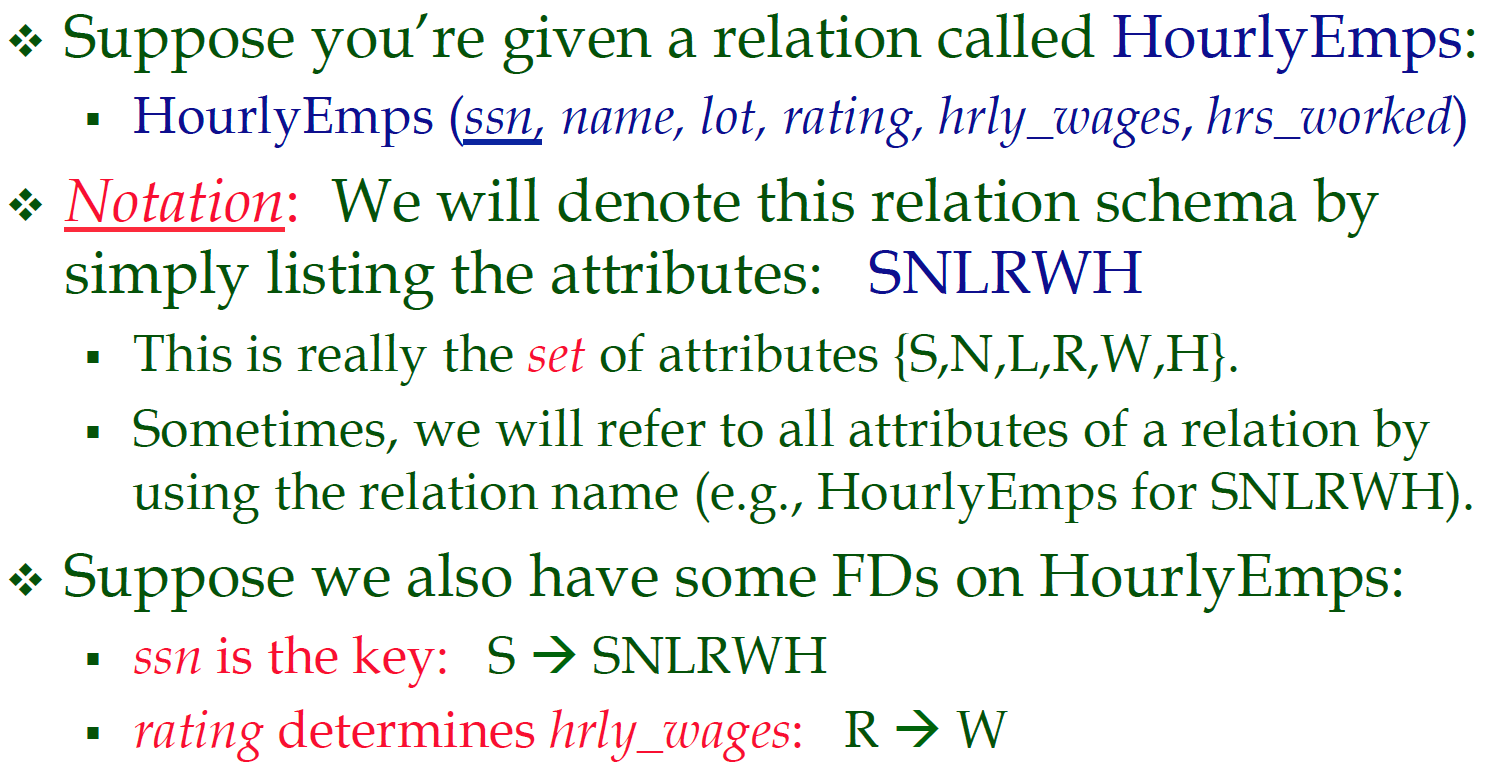 ❖ Suppose you’re given a relation called HourlyEmps:
▪ HourlyEmps (ssn, name, lot, rating, hrly_wages, hrs_worked)
❖ Notation: We will denote this relation schema by
simply listing the attributes: SNLRWH
▪ This is really the set of attributes {S,N,L,R,W,H}.
▪ Sometimes, we will refer to all attributes of a relation by
using the relation name (e.g., HourlyEmps for SNLRWH).
❖ Suppose we also have some FDs on HourlyEmps:
▪ ssn is the key: S → SNLRWH
▪ rating determines hrly_wages: R → W